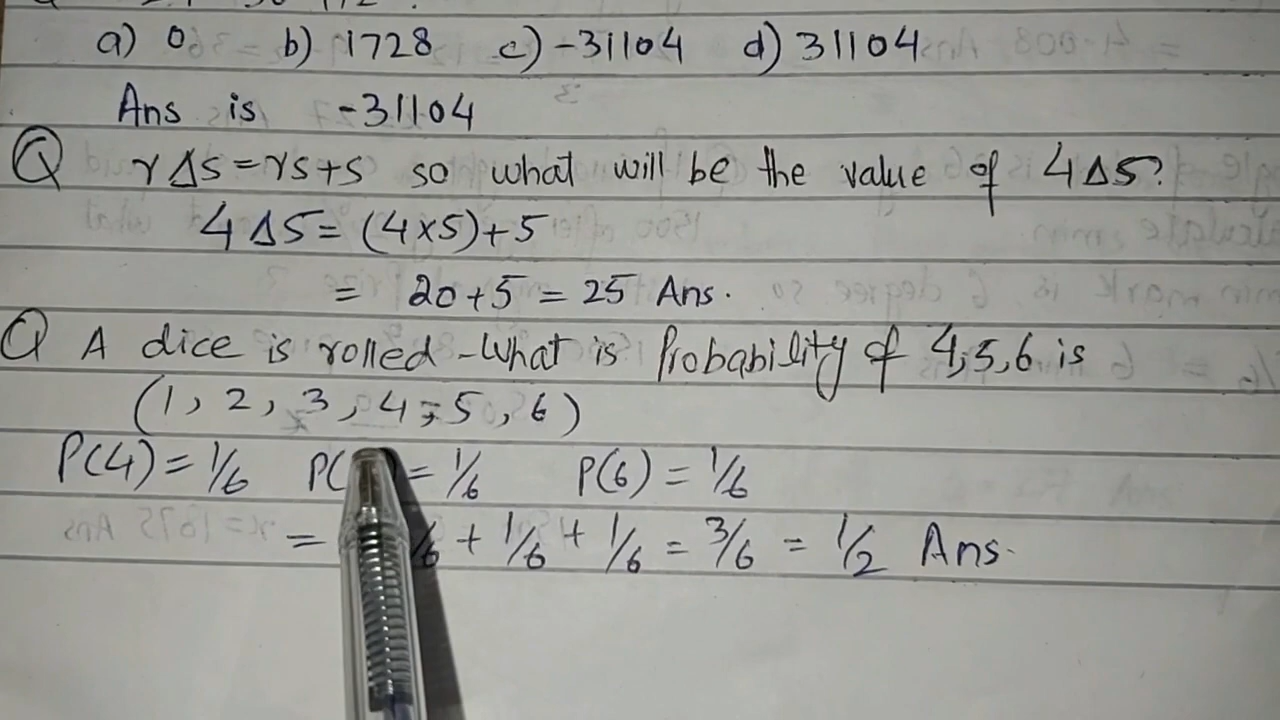 a) 0 b) 1728 c) -31104 d) 31104
Ans is -31104
Q r∆s = rs+s so what will be the value of 4∆5?
4∆5 = (4×5)+5
= 20+5 = 25 Ans.
Q A dice is rolled - What is Probability of 4,5,6 is
(1, 2, 3, 4, 5, 6)
P(4) = 1/6 P( ) = 1/6 P(6) = 1/6
= /6 + 1/6 + 1/6 = 3/6 = 1/2 Ans.